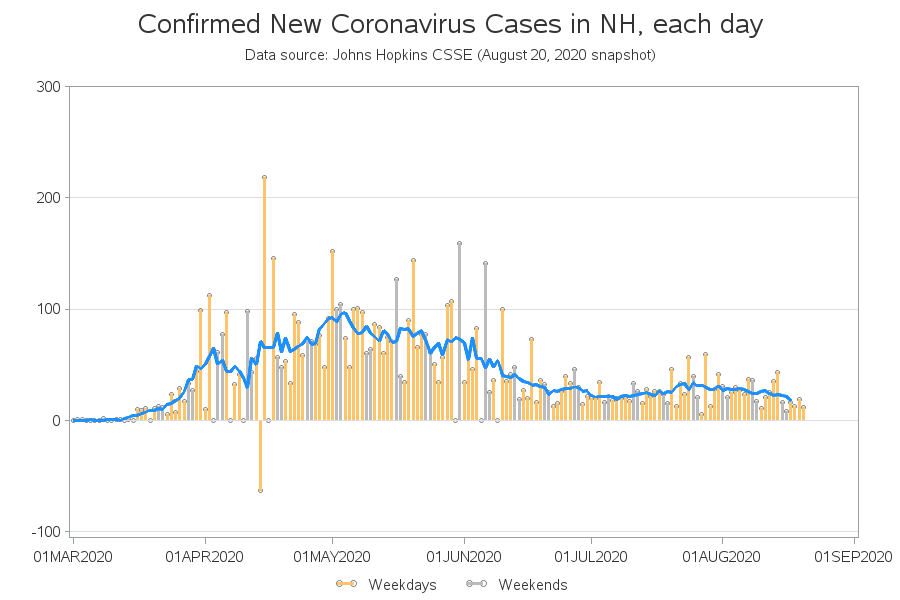 Confirmed New Coronavirus Cases in NH, each day
Data source: Johns Hopkins CSSE (August 20, 2020 snapshot)
300
200
100
0
-100
01MAR2020 01APR2020 01MAY2020 01JUN2020 01JUL2020 01AUG2020 01SEP2020
Weekdays Weekends